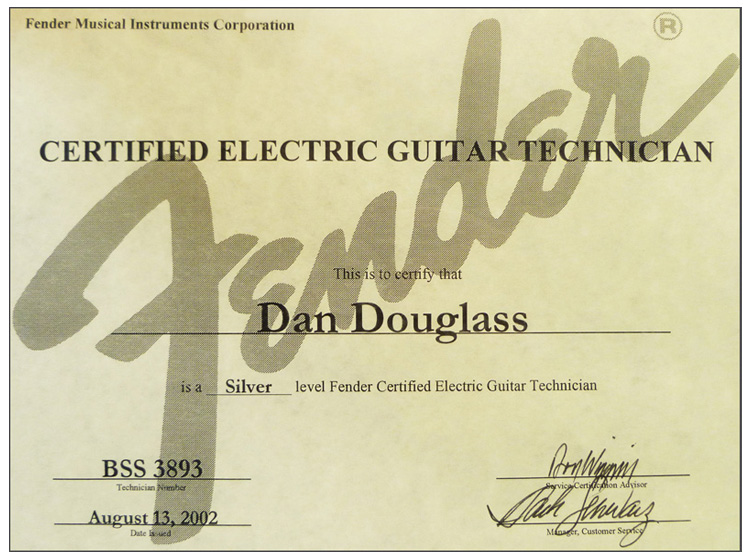 Fender Musical Instruments Corporation
®
Fender
CERTIFIED ELECTRIC GUITAR TECHNICIAN
This is to certify that
Dan Douglass
is a Silver level Fender Certified Electric Guitar Technician
BSS 3893
Technician Number
Service Certification Advisor
August 13, 2002
Date Issued
Manager, Customer Service